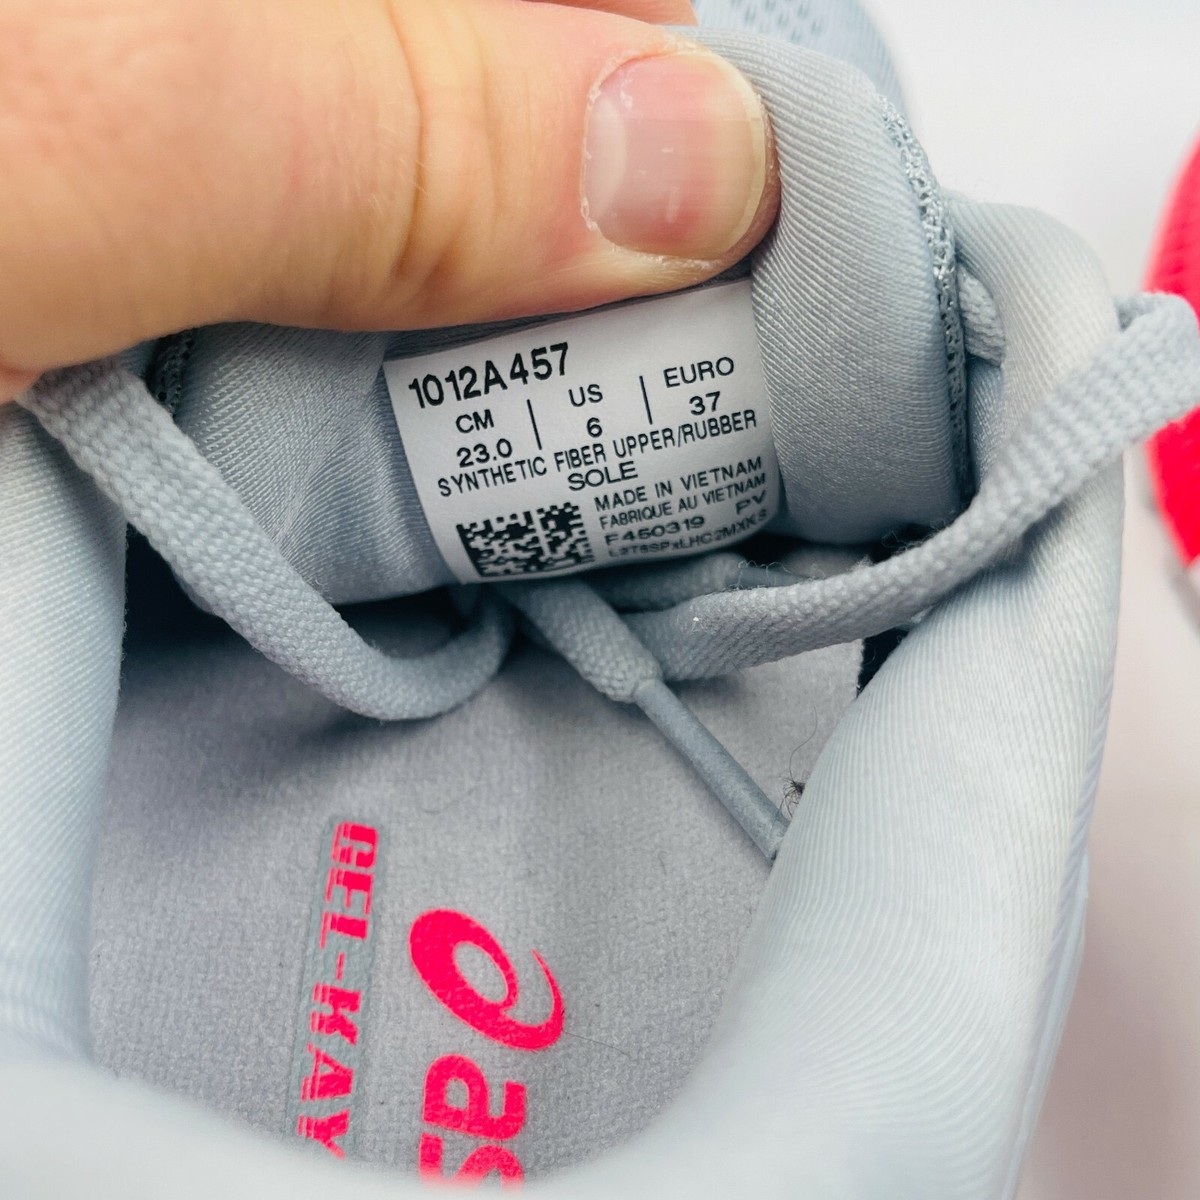 1012A457
CM | US | EURO
23.0 | 6 | 37
SYNTHETIC FIBER UPPER/RUBBER
SOLE
MADE IN VIETNAM
FABRIQUE AU VIETNAM
F450319 PV
GEL-KAY
as